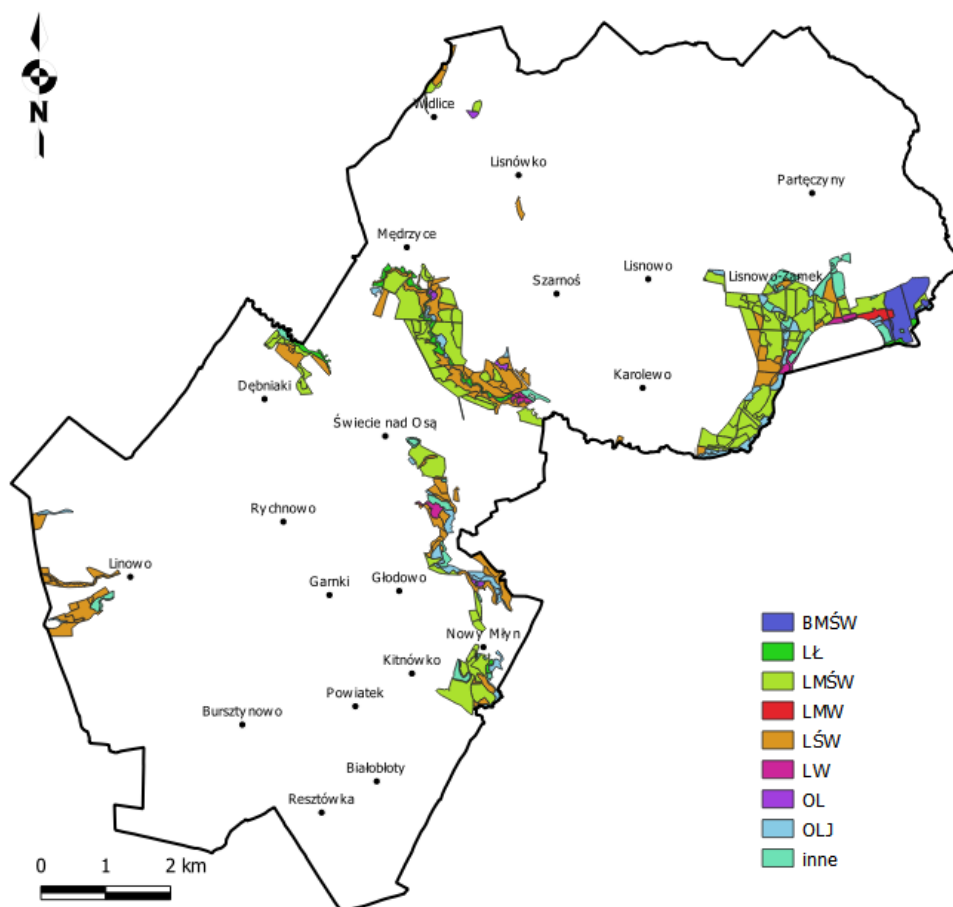 N
Widlice
Lisnówko
Partęczyny
Mędrzyce
Lisnowo
Lisnowo-Zamek
Szarnoś
Dębniaki
Karolewo
Świecie nad Osą
Rychnowo
Linowo
Garnki
Głodowo
Nowy Młyn
Kitnówko
Powiatek
Bursztynowo
Białobłoty
Resztówka
BMŚW
LŁ
LMŚW
LMW
LŚW
LW
OL
OLJ
inne
0 1 2 km